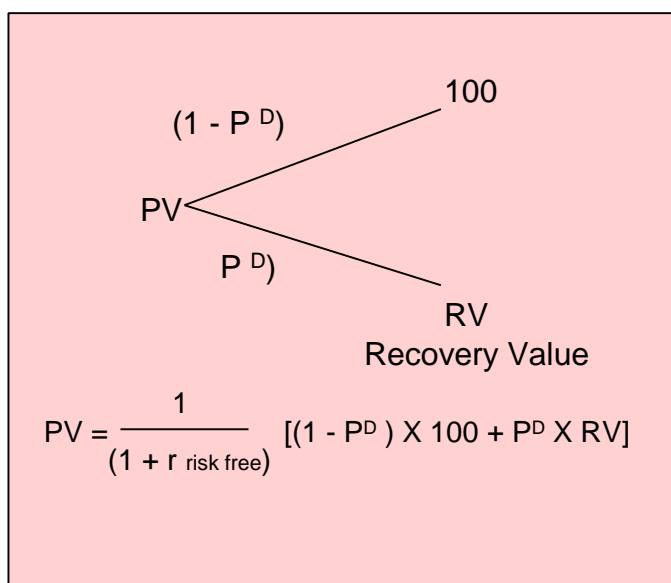 100
(1 - P D)
PV
P D)
RV
Recovery Value
1
PV = [(1 - PD ) X 100 + PD X RV]
(1 + r risk free)